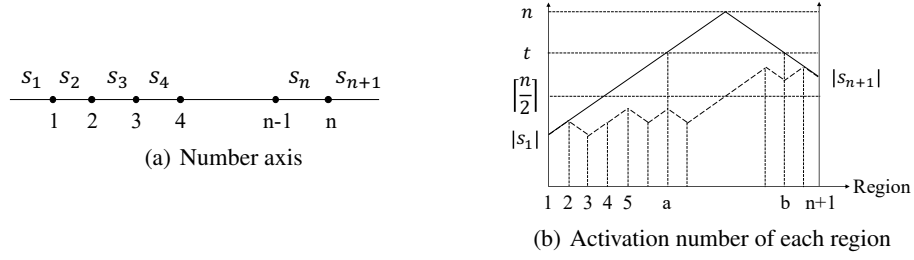 s₁ s₂ s₃ s₄ sₙ sₙ₊₁
1 2 3 4 n-1 n
(a) Number axis
n
t
⌈n/2⌉
|s₁|
|sₙ₊₁|
Region
1 2 3 4 5 a b n+1
(b) Activation number of each region